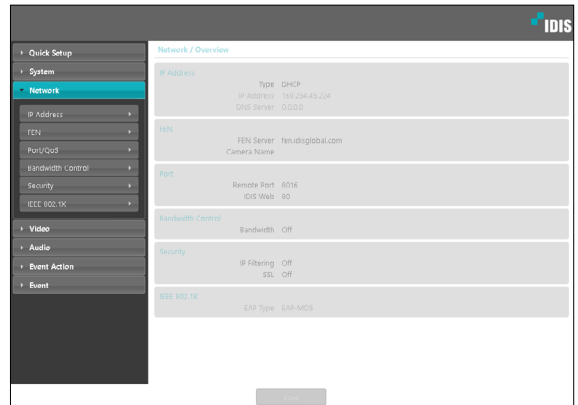 IDIS
Quick Setup
System
Network
IP Address
FEN
Port/QoS
Bandwidth Control
Security
IEEE 802.1X
Video
Audio
Event Action
Event
Network / Overview
IP Address
Type DHCP
IP Address 169.254.45.224
DNS Server 0.0.0.0
FEN
FEN Server fen.idisglobal.com
Camera Name
Port
Remote Port 8016
IDIS Web 80
Bandwidth Control
Bandwidth Off
Security
IP Filtering Off
SSL Off
IEEE 802.1X
EAP Type EAP-MD5